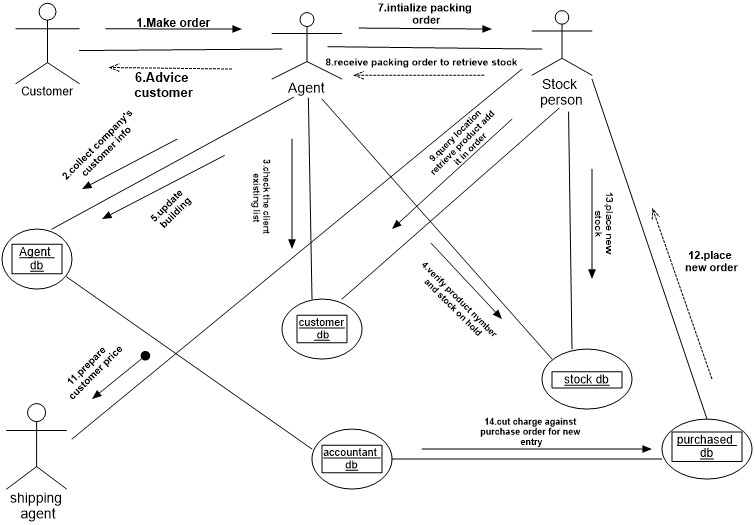 1.Make order
7.intialize packing
order
8.receive packing order to retrieve stock
6.Advice
customer
Customer
Agent
Stock
person
2.collect company's
customer info
5.update
building
3.check the client
existing list
9.query location
retrieve product add
it in order
13.place new
stock
12.place
new order
4.verify product nymber
and stock on hold
Agent
db
customer
db
stock db
11.prepare
customer price
14.cut charge against
purchase order for new
entry
accountant
db
purchased
db
shipping
agent